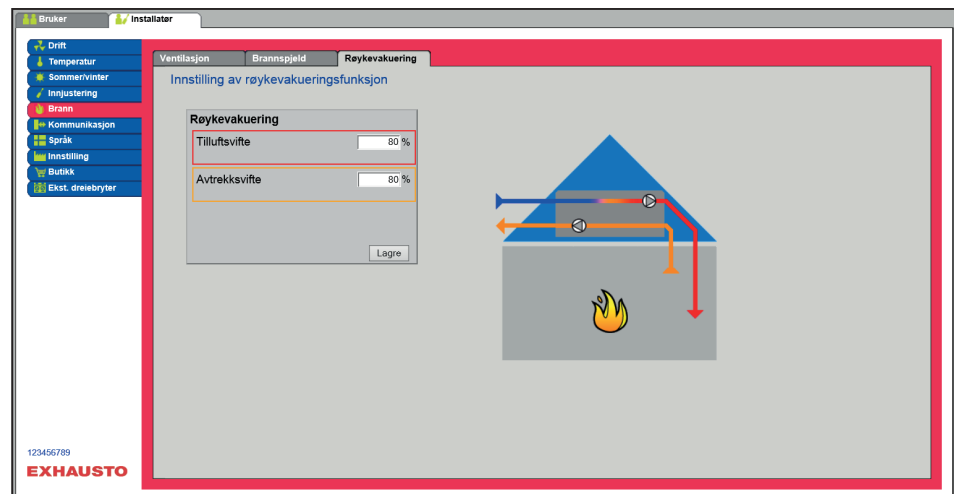 Bruker
Installatør
Drift
Temperatur
Sommer/vinter
Innjustering
Brann
Kommunikasjon
Språk
Innstilling
Butikk
Ekst. dreiebryter
Ventilasjon
Brannspjeld
Røykevakuering
Innstilling av røykevakueringsfunksjon
Røykevakuering
Tilluftsvifte 80 %
Avtrekksvifte 80 %
Lagre
123456789
EXHAUSTO